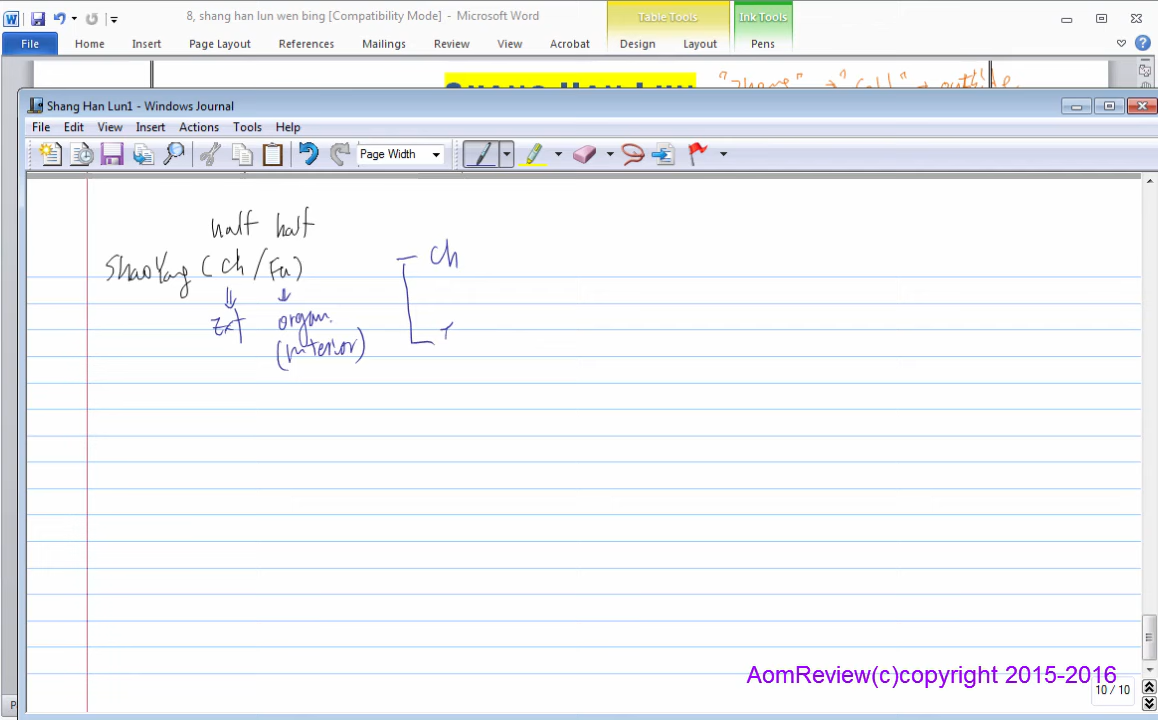 8, shang han lun wen bing [Compatibility Mode] - Microsoft Word
Table Tools
Ink Tools
File Home Insert Page Layout References Mailings Review View Acrobat Design Layout Pens
Shang Han Lun1 - Windows Journal
File Edit View Insert Actions Tools Help
Page Width
half half
ShaoYang (Ch/Fu)
Ch
Ext organ.
(interior)
AomReview(c)copyright 2015-2016
10 / 10